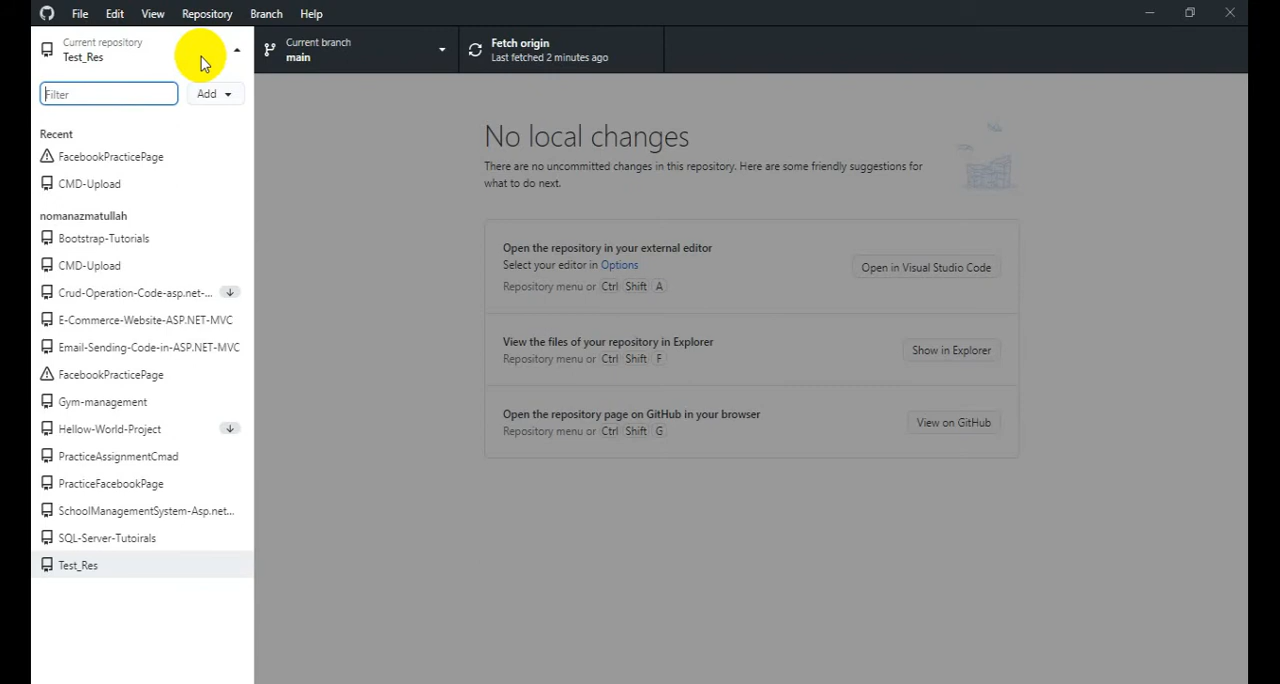 File Edit View Repository Branch Help
Current repository
Test_Res
Current branch
main
Fetch origin
Last fetched 2 minutes ago
Filter
Add
Recent
FacebookPracticePage
CMD-Upload
nomanazmatullah
Bootstrap-Tutorials
CMD-Upload
Crud-Operation-Code-asp.net-...
E-Commerce-Website-ASP.NET-MVC
Email-Sending-Code-in-ASP.NET-MVC
FacebookPracticePage
Gym-management
Hellow-World-Project
PracticeAssignmentCmad
PracticeFacebookPage
SchoolManagementSystem-Asp.net...
SQL-Server-Tutoirals
Test_Res
No local changes
There are no uncommitted changes in this repository. Here are some friendly suggestions for
what to do next.
Open the repository in your external editor
Select your editor in Options
Repository menu or Ctrl Shift A
Open in Visual Studio Code
View the files of your repository in Explorer
Repository menu or Ctrl Shift F
Show in Explorer
Open the repository page on GitHub in your browser
Repository menu or Ctrl Shift G
View on GitHub